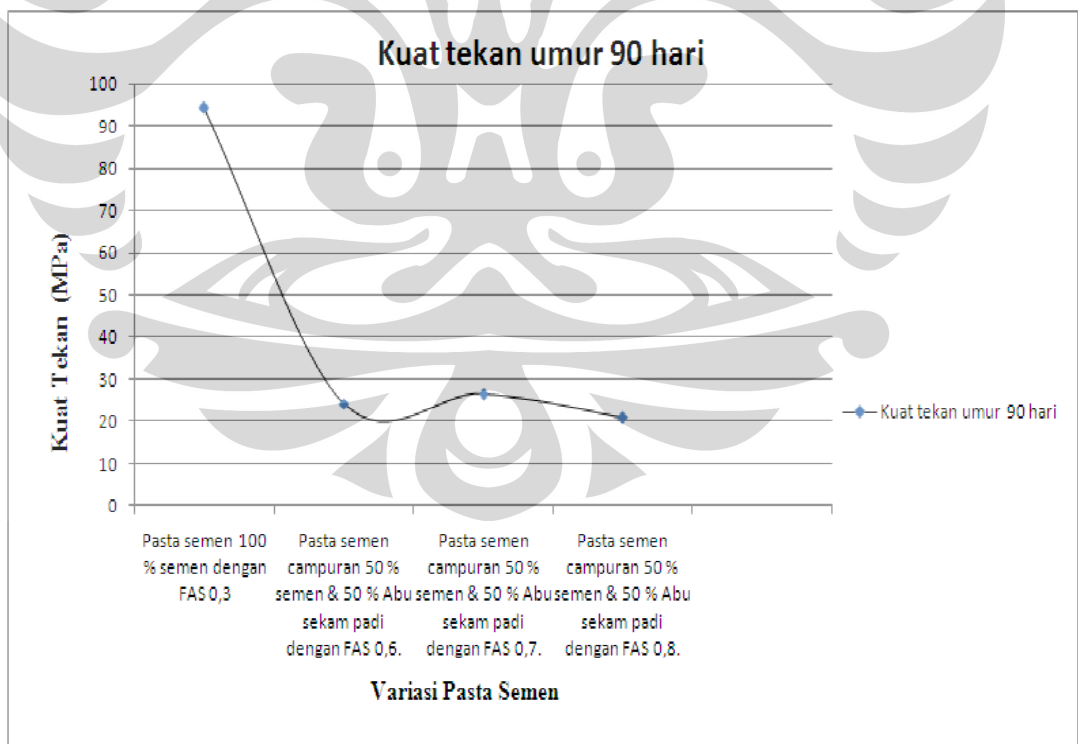 Kuat tekan umur 90 hari
100
90
80
70
60
50
40
30
20
10
0
Kuat Tekan (MPa)
Pasta semen 100
% semen dengan
FAS 0,3
Pasta semen
campuran 50 %
semen & 50 % Abu
sekam padi
dengan FAS 0,6.
Pasta semen
campuran 50 %
semen & 50 % Abu
sekam padi
dengan FAS 0,7.
Pasta semen
campuran 50 %
semen & 50 % Abu
sekam padi
dengan FAS 0,8.
Variasi Pasta Semen
Kuat tekan umur 90 hari